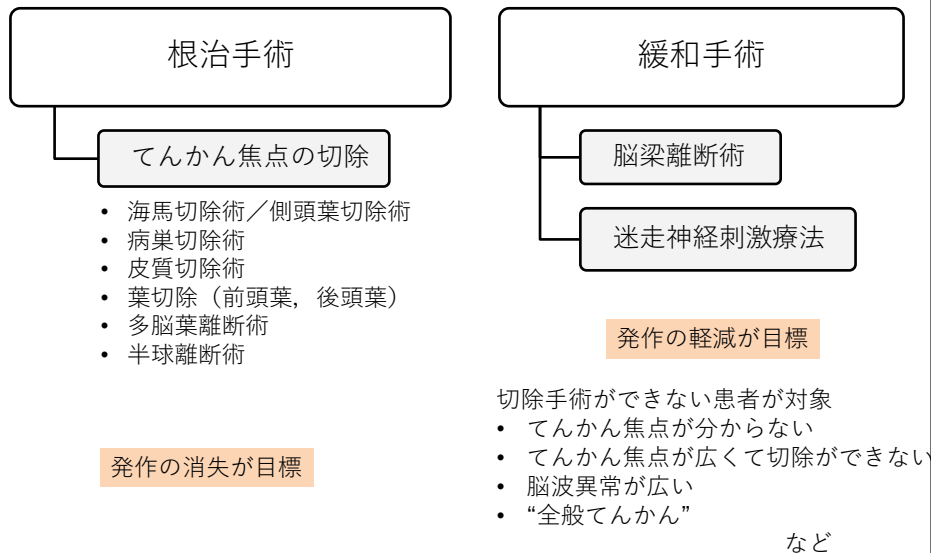 根治手術
てんかん焦点の切除
• 海馬切除術／側頭葉切除術
• 病巣切除術
• 皮質切除術
• 葉切除（前頭葉，後頭葉）
• 多脳葉離断術
• 半球離断術
発作の消失が目標
緩和手術
脳梁離断術
迷走神経刺激療法
発作の軽減が目標
切除手術ができない患者が対象
• てんかん焦点が分からない
• てんかん焦点が広くて切除ができない
• 脳波異常が広い
• “全般てんかん”
など